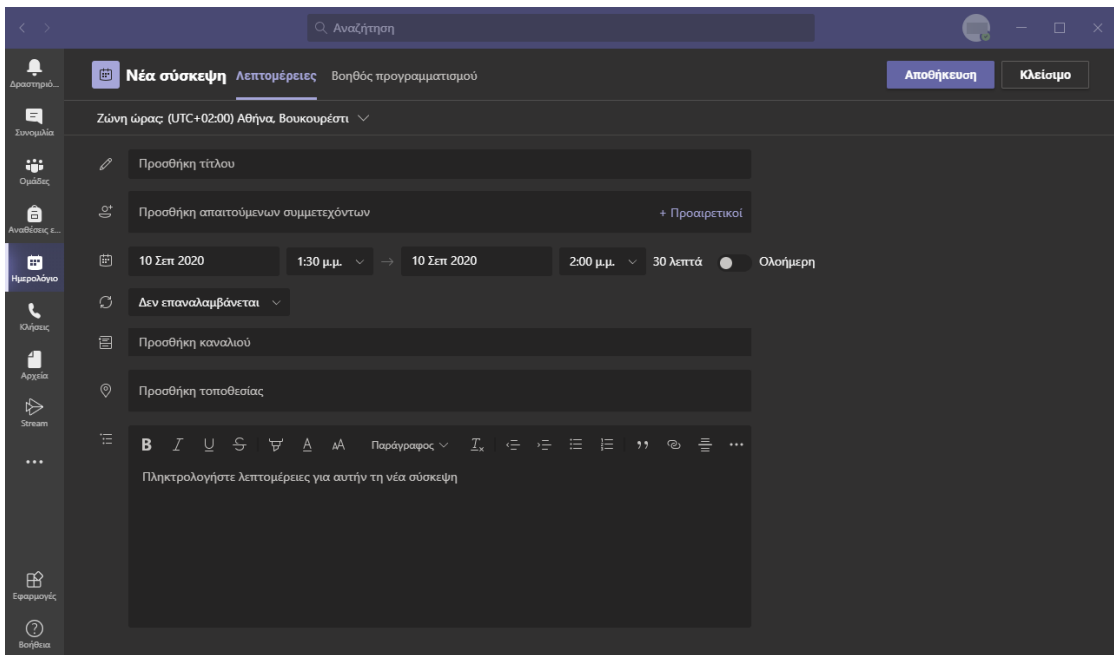 Αναζήτηση
Δραστηριό...
Συνομιλία
Ομάδες
Αναθέσεις ε...
Ημερολόγιο
Κλήσεις
Αρχεία
Stream
Εφαρμογές
Βοήθεια
Νέα σύσκεψη Λεπτομέρειες Βοηθός προγραμματισμού Αποθήκευση Κλείσιμο
Ζώνη ώρας: (UTC+02:00) Αθήνα, Βουκουρέστι
Προσθήκη τίτλου
Προσθήκη απαιτούμενων συμμετεχόντων + Προαιρετικοί
10 Σεπ 2020 1:30 μ.μ. → 10 Σεπ 2020 2:00 μ.μ. 30 λεπτά Ολοήμερη
Δεν επαναλαμβάνεται
Προσθήκη καναλιού
Προσθήκη τοποθεσίας
B I U S A AA Παράγραφος Tx
Πληκτρολογήστε λεπτομέρειες για αυτήν τη νέα σύσκεψη